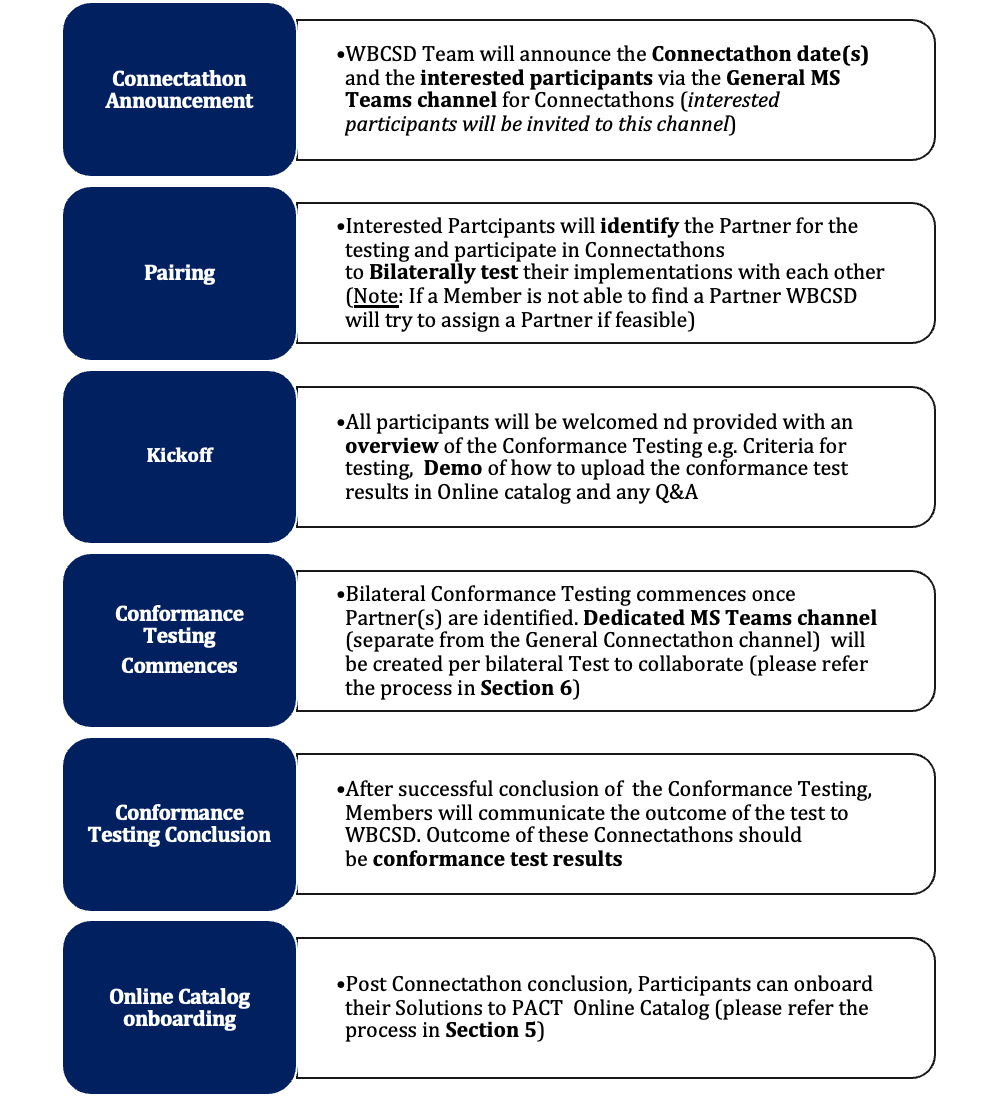 Connectathon
Announcement
•WBCSD Team will announce the Connectathon date(s)
and the interested participants via the General MS
Teams channel for Connectathons (interested
participants will be invited to this channel)
Pairing
•Interested Partcipants will identify the Partner for the
testing and participate in Connectathons
to Bilaterally test their implementations with each other
(Note: If a Member is not able to find a Partner WBCSD
will try to assign a Partner if feasible)
Kickoff
•All participants will be welcomed nd provided with an
overview of the Conformance Testing e.g. Criteria for
testing,  Demo of how to upload the conformance test
results in Online catalog and any Q&A
Conformance
Testing
Commences
•Bilateral Conformance Testing commences once
Partner(s) are identified. Dedicated MS Teams channel
(separate from the General Connectathon channel)  will
be created per bilateral Test to collaborate (please refer
the process in Section 6)
Conformance
Testing Conclusion
•After successful conclusion of  the Conformance Testing,
Members will communicate the outcome of the test to
WBCSD. Outcome of these Connectathons should
be conformance test results
Online Catalog
onboarding
•Post Connectathon conclusion, Participants can onboard
their Solutions to PACT  Online Catalog (please refer the
process in Section 5)